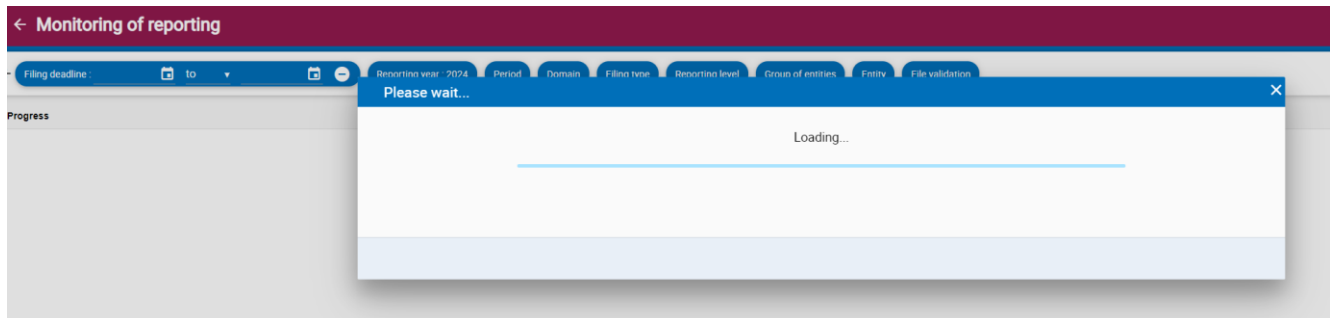 ← Monitoring of reporting
Filing deadline : to
Reporting year : 2024 Period Domain Filing type Reporting level Group of entities Entity File validation
Please wait...
Progress
Loading...